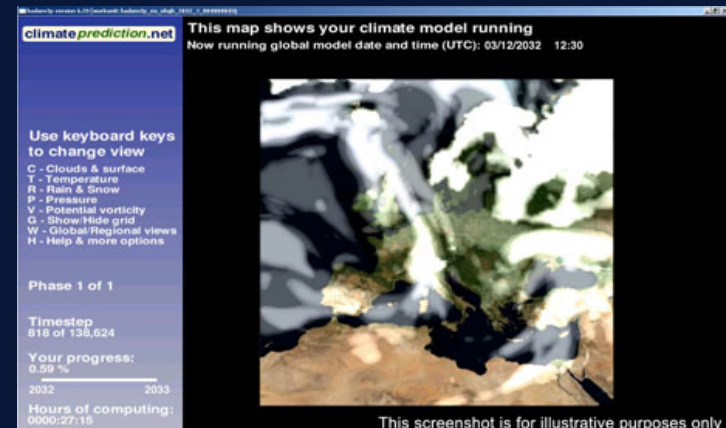 climateprediction.net
This map shows your climate model running
Now running global model date and time (UTC): 03/12/2032 12:30
Use keyboard keys
to change view
C - Clouds & surface
T - Temperature
R - Rain & Snow
P - Pressure
V - Potential vorticity
G - Show/Hide grid
W - Global/Regional views
H - Help & more options
Phase 1 of 1
Timestep
818 of 138,624
Your progress:
0.59 %
2032 2033
Hours of computing:
0000:27:15
This screenshot is for illustrative purposes only